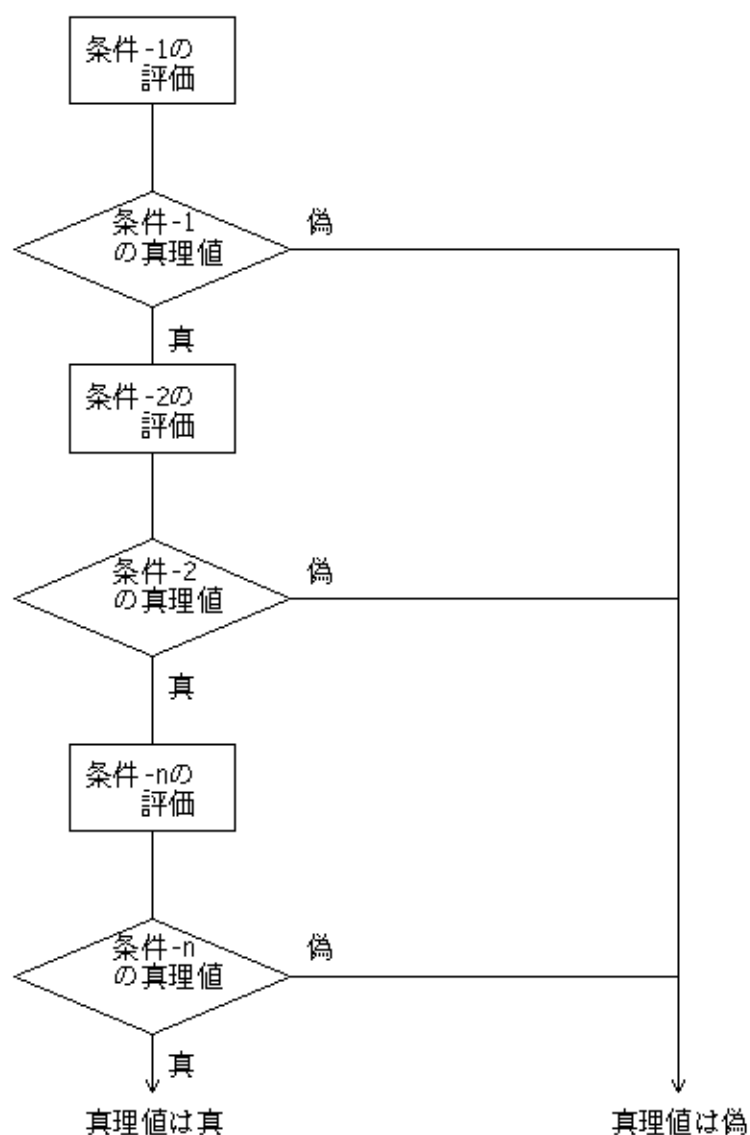 条件-1の
評価
条件-1
の真理値
偽
真
条件-2の
評価
条件-2
の真理値
偽
真
条件-nの
評価
条件-n
の真理値
偽
真
真理値は真
真理値は偽